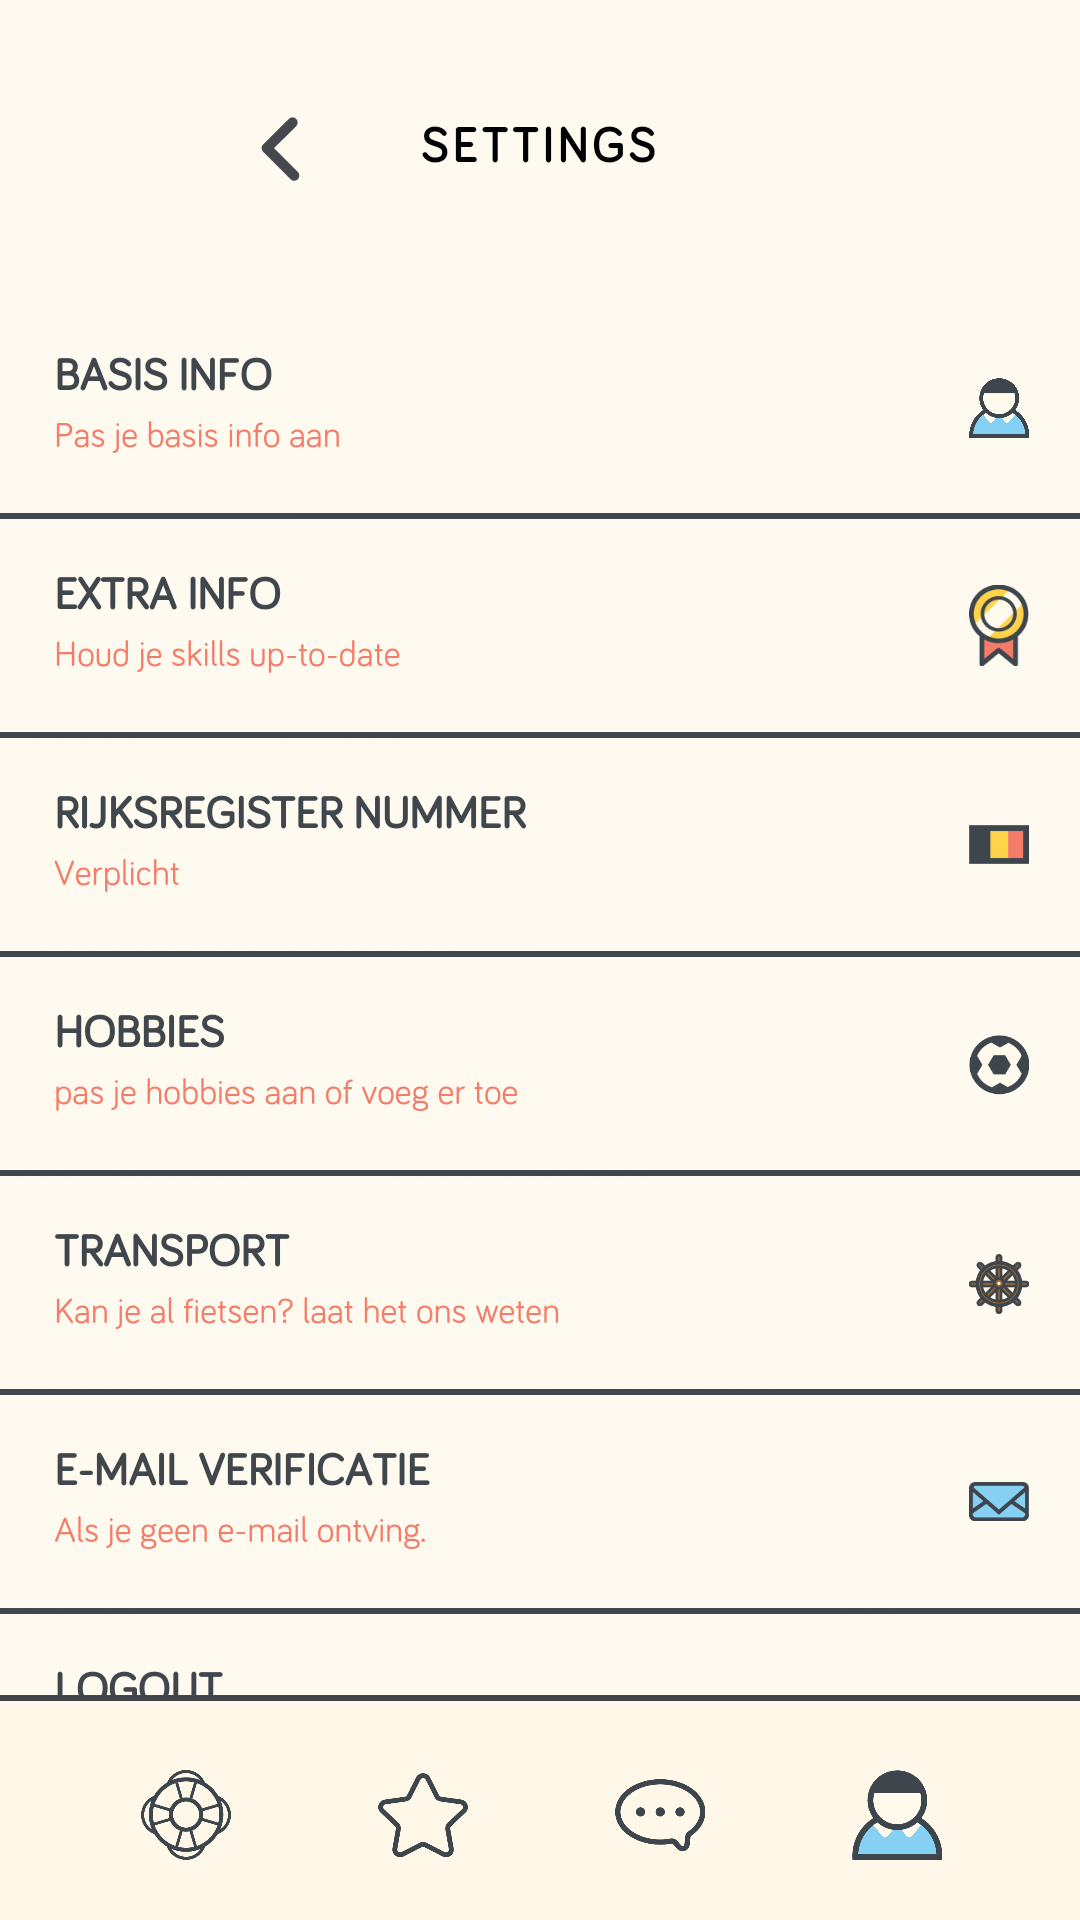 SETTINGS
BASIS INFO
Pas je basis info aan
EXTRA INFO
Houd je skills up-to-date
RIJKSREGISTER NUMMER
Verplicht
HOBBIES
pas je hobbies aan of voeg er toe
TRANSPORT
Kan je al fietsen? laat het ons weten
E-MAIL VERIFICATIE
Als je geen e-mail ontving.
LOGOUT